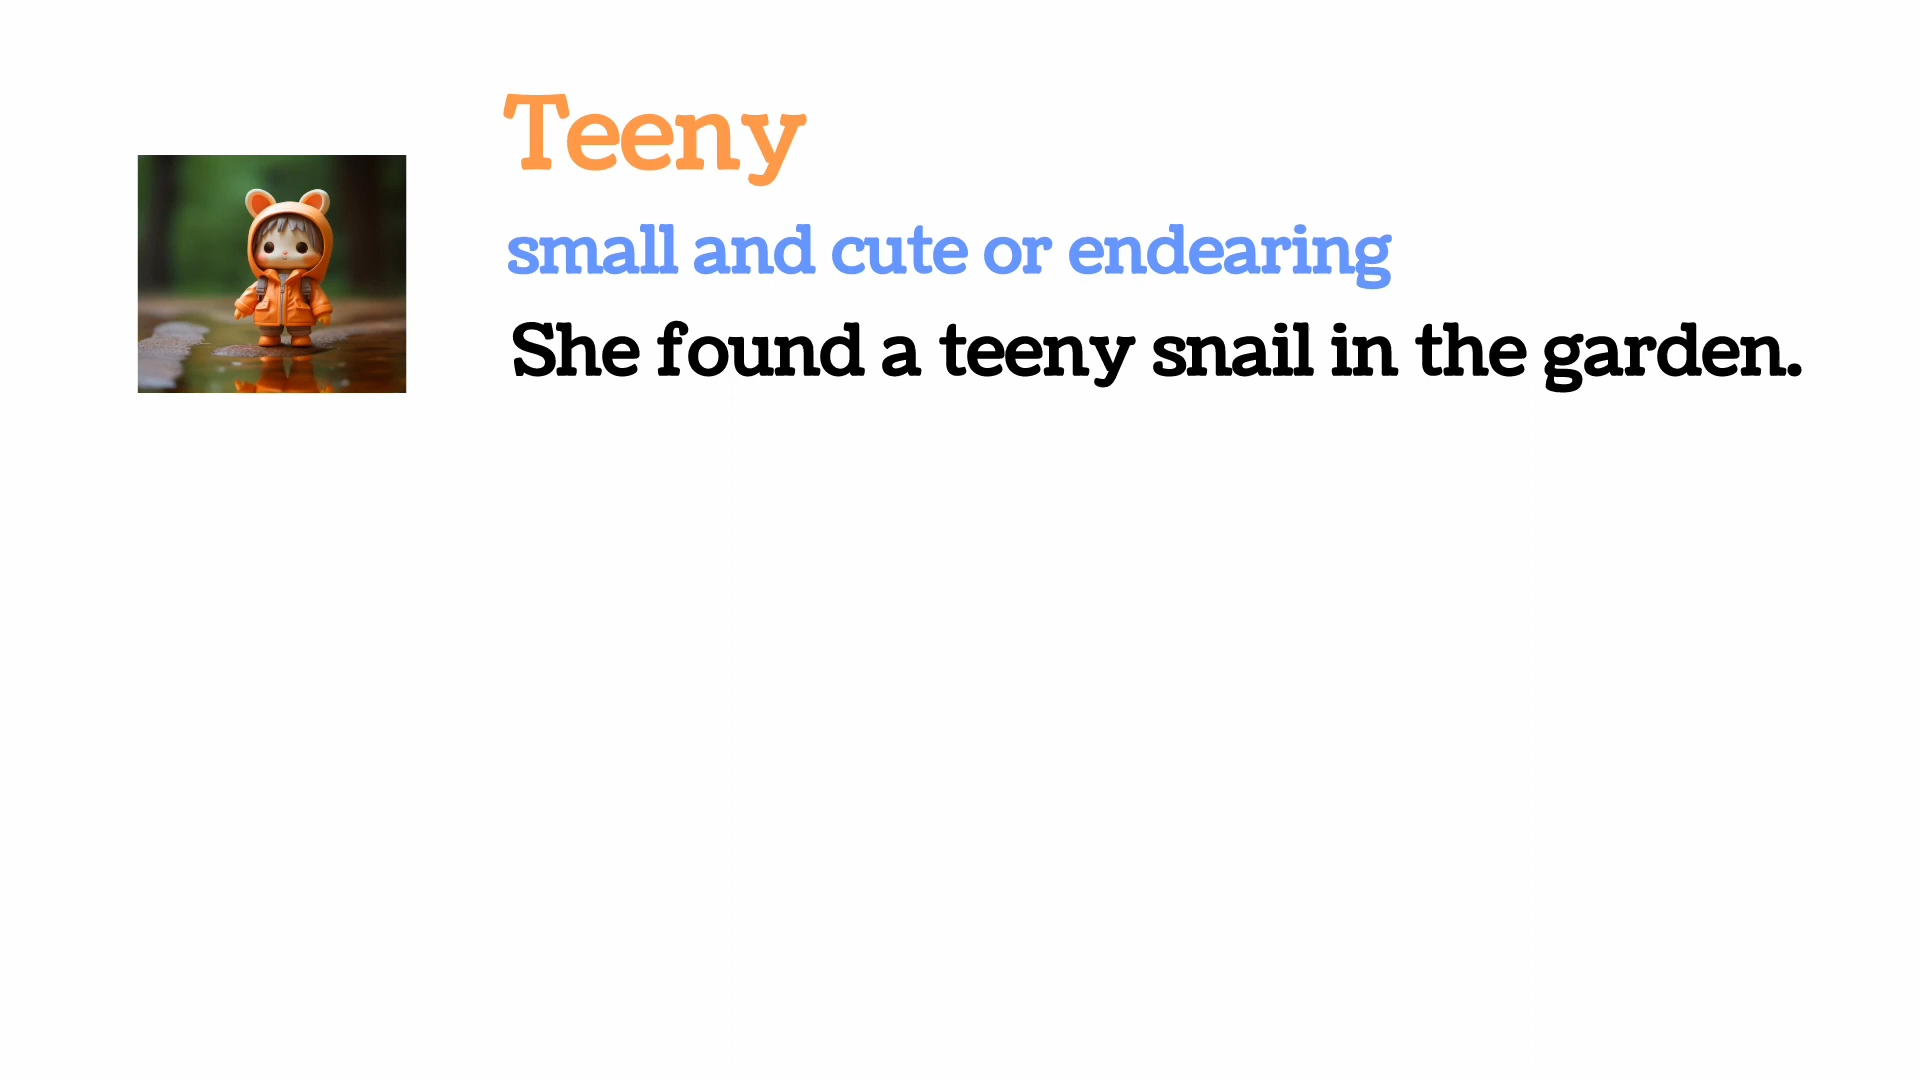 Teeny
small and cute or endearing
She found a teeny snail in the garden.